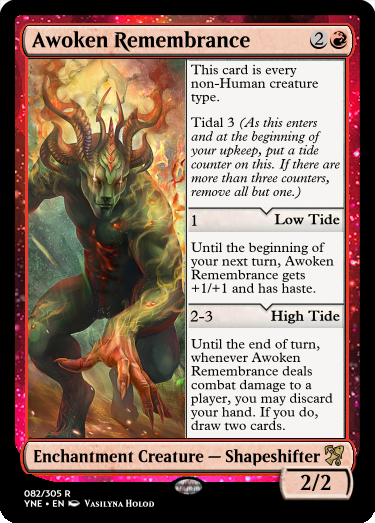 Awoken Remembrance 2
This card is every
non-Human creature
type.
Tidal 3 (As this enters
and at the beginning of
your upkeep, put a tide
counter on this. If there are
more than three counters,
remove all but one.)
1 Low Tide
Until the beginning of
your next turn, Awoken
Remembrance gets
+1/+1 and has haste.
2-3 High Tide
Until the end of turn,
whenever Awoken
Remembrance deals
combat damage to a
player, you may discard
your hand. If you do,
draw two cards.
Enchantment Creature — Shapeshifter
2/2
082/305 R
YNE • EN Vasilyna Holod